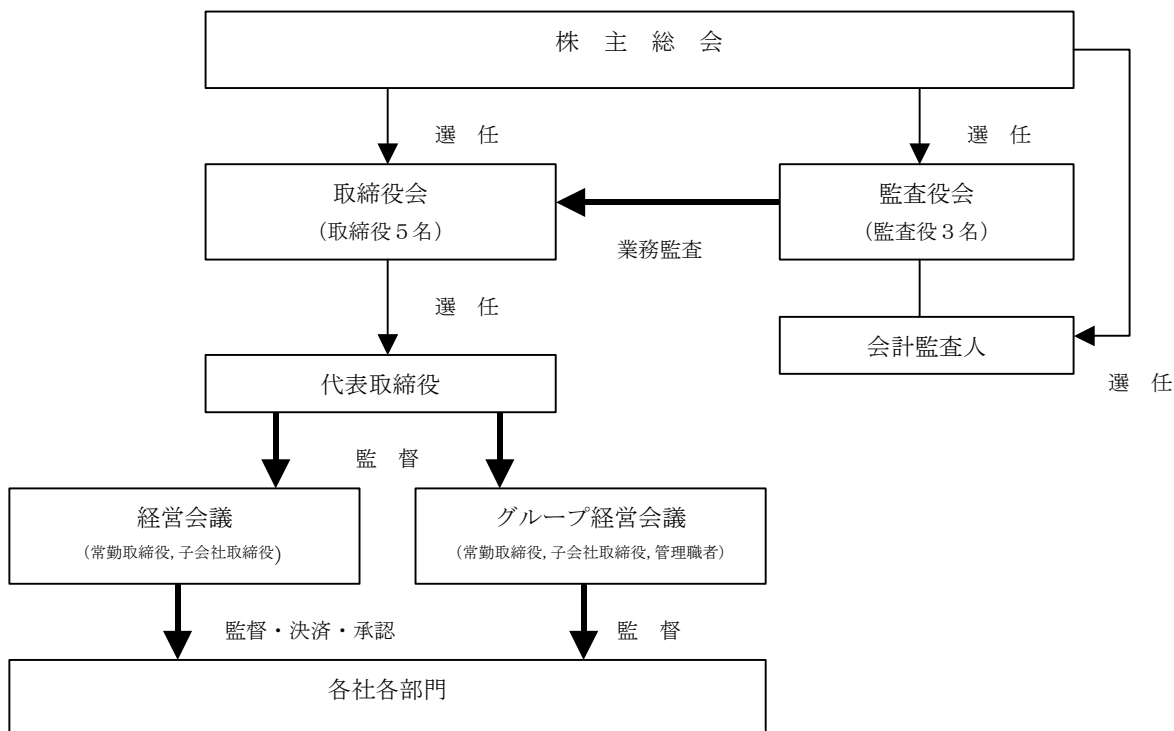 株 主 総 会
選 任
選 任
取締役会
(取締役5名)
監査役会
(監査役3名)
業務監査
選 任
会計監査人
選 任
代表取締役
監 督
経営会議
(常勤取締役,子会社取締役)
グループ経営会議
(常勤取締役,子会社取締役,管理職者)
監督・決済・承認
監 督
各社各部門